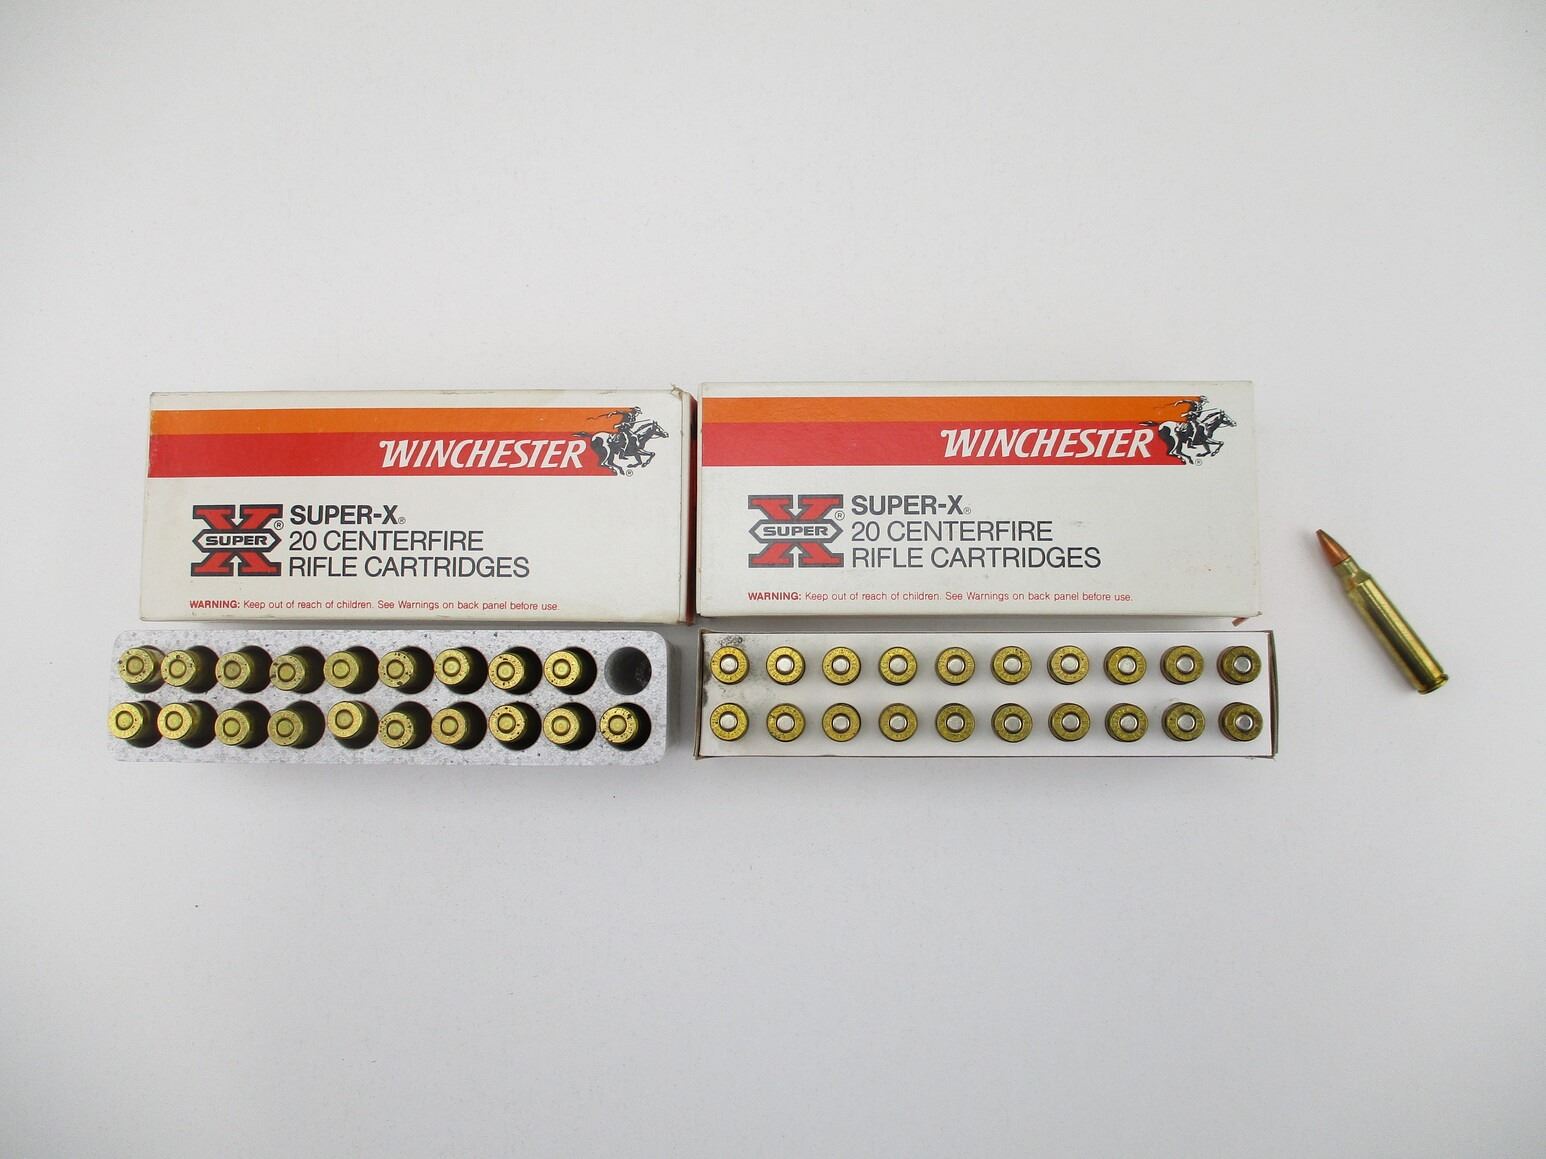 WINCHESTER
®
X
SUPER
®
SUPER-X®
20 CENTERFIRE
RIFLE CARTRIDGES
WARNING: Keep out of reach of children. See Warnings on back panel before use.
WINCHESTER
®
X
SUPER
®
SUPER-X®
20 CENTERFIRE
RIFLE CARTRIDGES
WARNING: Keep out of reach of children. See Warnings on back panel before use.